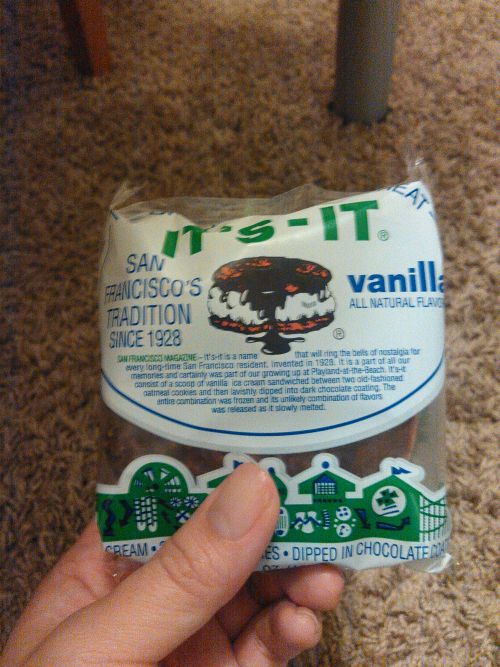 EAT
IT'S-IT®
SAN
FRANCISCO'S
TRADITION
SINCE 1928
vanilla
ALL NATURAL FLAVOR
®
SAN FRANCISCO MAGAZINE - It's-it is a name that will ring the bells of nostalgia for
every long-time San Francisco resident. Invented in 1928, it is a part of all our
memories and certainly was part of our growing up at Playland-at-the-Beach. It's-it
consist of a scoop of vanilla ice cream sandwiched between two old-fashioned
oatmeal cookies and then lavishly dipped into dark chocolate coating. The
entire combination was frozen and its unlikely combination of flavors
was released as it slowly melted.
CREAM • ES • DIPPED IN CHOCOLATE
OZ